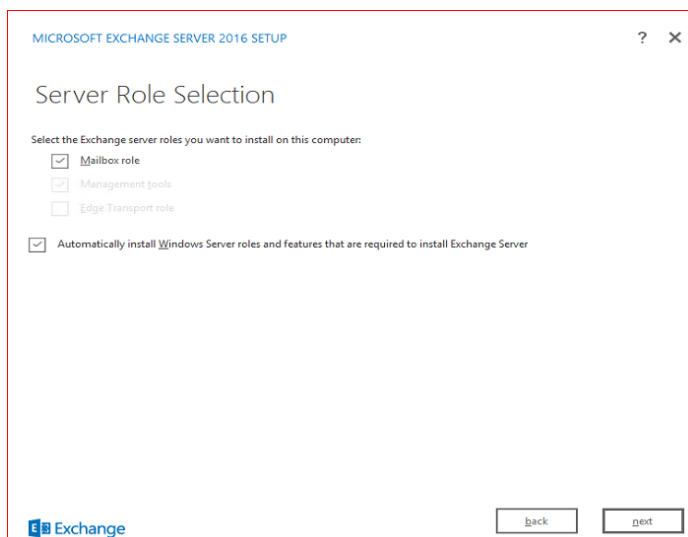 MICROSOFT EXCHANGE SERVER 2016 SETUP
? ✕
Server Role Selection
Select the Exchange server roles you want to install on this computer:
Mailbox role
Management tools
Edge Transport role
Automatically install Windows Server roles and features that are required to install Exchange Server
Exchange
back
next